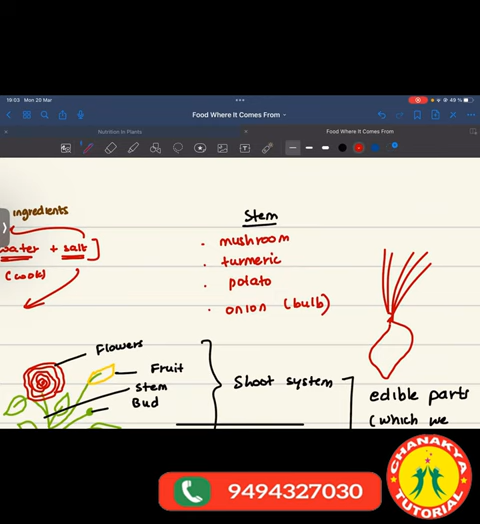 19:03 Mon 20 Mar
49%
Food Where It Comes From
Nutrition in Plants
Food Where It Comes From
ingredients
water + salt ]
(cook)
Stem
. mushroom
. turmeric
. potato
. onion (bulb)
Flowers
Fruit
Stem
Bud
Shoot system
edible parts
(which we
9494327030
CHANAKYA
TUTORIAL